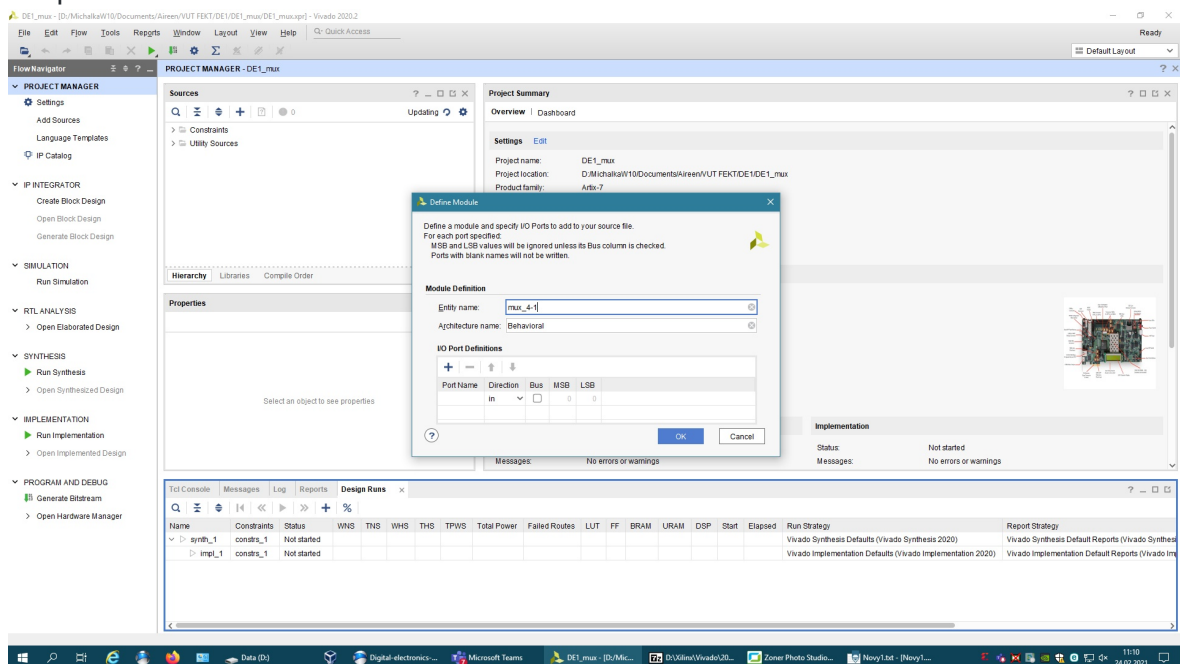 DE1_mux - [D:/MichalkaW10/Documents/Aireen/VUT FEKT/DE1/DE1_mux/DE1_mux.xpr] - Vivado 2020.2
File Edit Flow Tools Reports Window Layout View Help Quick Access
Ready
Default Layout
Flow Navigator
PROJECT MANAGER - DE1_mux
PROJECT MANAGER
Settings
Add Sources
Language Templates
IP Catalog
IP INTEGRATOR
Create Block Design
Open Block Design
Generate Block Design
SIMULATION
Run Simulation
RTL ANALYSIS
Open Elaborated Design
SYNTHESIS
Run Synthesis
Open Synthesized Design
IMPLEMENTATION
Run Implementation
Open Implemented Design
PROGRAM AND DEBUG
Generate Bitstream
Open Hardware Manager
Sources
0 Updating
Constraints
Utility Sources
Hierarchy Libraries Compile Order
Properties
Select an object to see properties
Project Summary
Overview Dashboard
Settings Edit
Project name: DE1_mux
Project location: D:/MichalkaW10/Documents/Aireen/VUT FEKT/DE1/DE1_mux
Product family: Artix-7
Define Module
Define a module and specify I/O Ports to add to your source file.
For each port specified:
MSB and LSB values will be ignored unless its Bus column is checked.
Ports with blank names will not be written.
Module Definition
Entity name: mux_4-1
Architecture name: Behavioral
I/O Port Definitions
Port Name Direction Bus MSB LSB
in 0 0
OK Cancel
Implementation
Status: Not started
Messages: No errors or warnings
Messages: No errors or warnings
Tcl Console Messages Log Reports Design Runs
Name Constraints Status WNS TNS WHS THS TPWS Total Power Failed Routes LUT FF BRAM URAM DSP Start Elapsed Run Strategy Report Strategy
synth_1 constrs_1 Not started Vivado Synthesis Defaults (Vivado Synthesis 2020) Vivado Synthesis Default Reports (Vivado Synthesi
impl_1 constrs_1 Not started Vivado Implementation Defaults (Vivado Implementation 2020) Vivado Implementation Default Reports (Vivado Im
Data (D:) Digital-electronics-... Microsoft Teams DE1_mux - [D:/Mic... D:\Xilinx\Vivado\20... Zoner Photo Studio... Novy1.txt - [Novy1....
11:10
24.02.2021